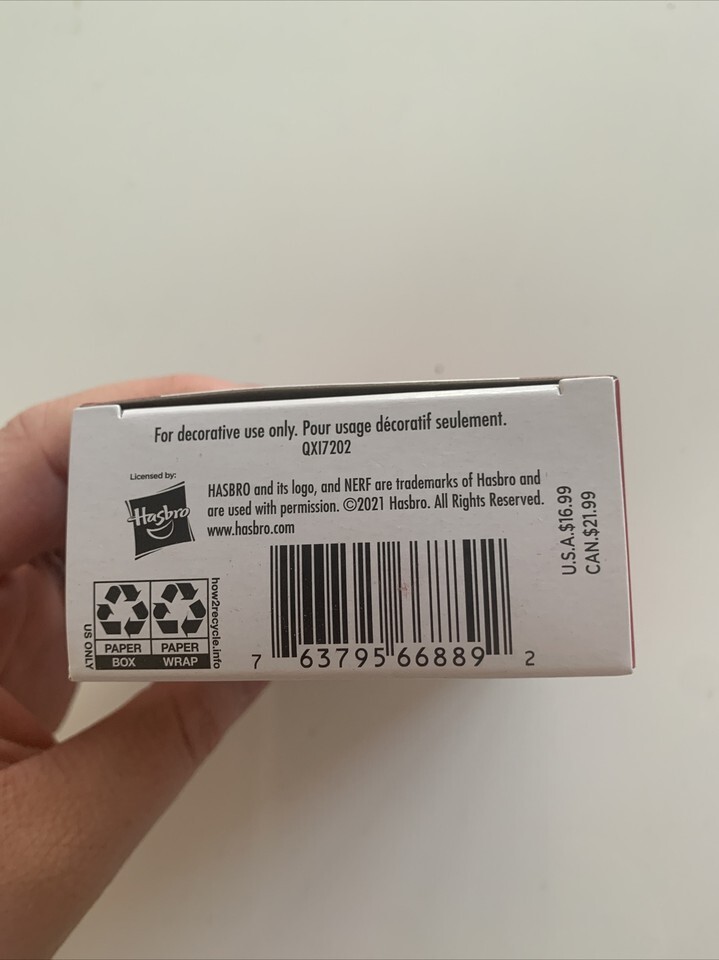 For decorative use only. Pour usage décoratif seulement.
QXI7202
Licensed by:
Hasbro
HASBRO and its logo, and NERF are trademarks of Hasbro and
are used with permission. ©2021 Hasbro. All Rights Reserved.
www.hasbro.com
U.S.A.$16.99
CAN.$21.99
US ONLY
PAPER
BOX
PAPER
WRAP
how2recycle.info
7 63795 66889 2